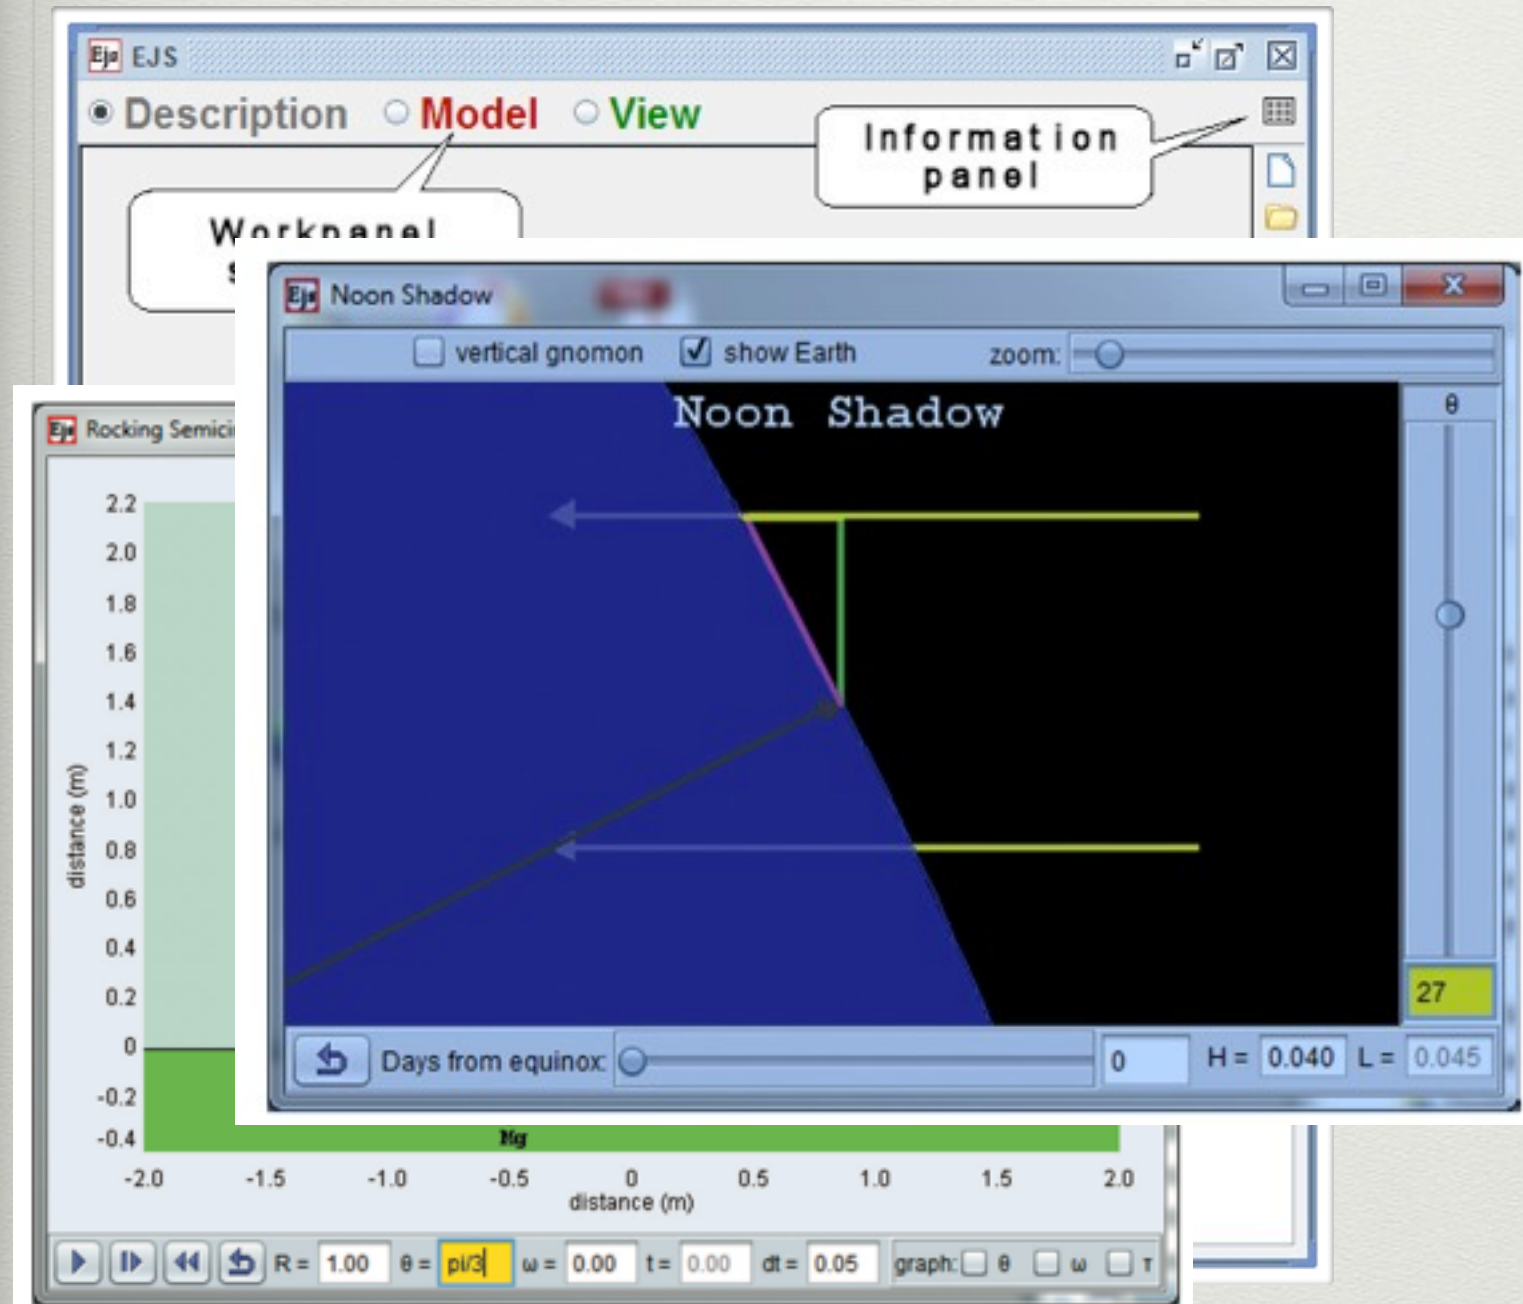 Ejs EJS
Description Model View
Information
panel
Workpanel
Ejs Noon Shadow
vertical gnomon show Earth zoom:
Noon Shadow
θ
27
Days from equinox: 0 H = 0.040 L = 0.045
Ejs Rocking Semici
2.2
2.0
1.8
1.6
1.4
1.2
1.0
0.8
0.6
0.4
0.2
0
-0.2
-0.4
distance (m)
Mg
-2.0 -1.5 -1.0 -0.5 0 0.5 1.0 1.5 2.0
distance (m)
R = 1.00 θ = pi/3 ω = 0.00 t = 0.00 dt = 0.05 graph: θ ω τ